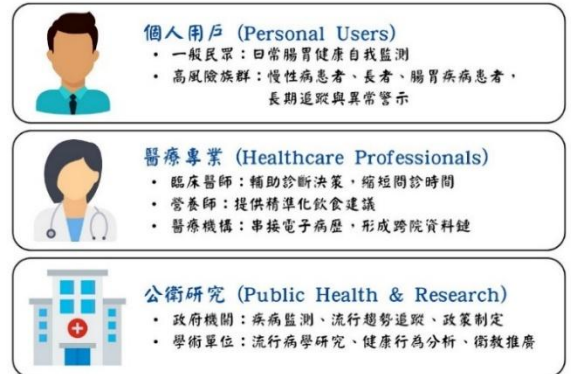 個人用戶 (Personal Users)
• 一般民眾：日常腸胃健康自我監測
• 高風險族群：慢性病患者、長者、腸胃疾病患者，
長期追蹤與異常警示
醫療專業 (Healthcare Professionals)
• 臨床醫師：輔助診斷決策，縮短問診時間
• 營養師：提供精準化飲食建議
• 醫療機構：串接電子病歷，形成跨院資料鏈
公衛研究 (Public Health & Research)
• 政府機關：疾病監測、流行趨勢追蹤、政策制定
• 學術單位：流行病學研究、健康行為分析、衛教推廣